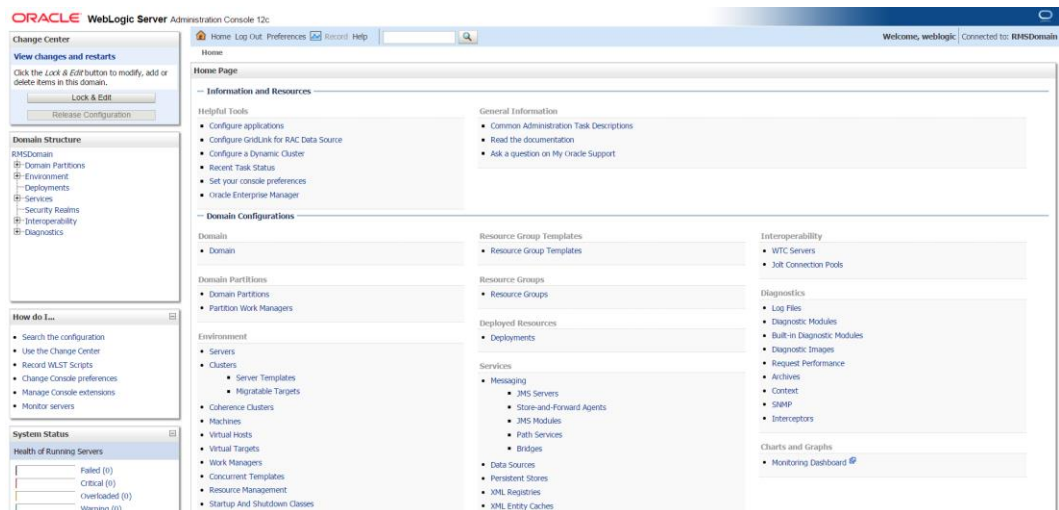 ORACLE WebLogic Server Administration Console 12c
Change Center
View changes and restarts
Click the Lock & Edit button to modify, add or
delete items in this domain.
Lock & Edit
Release Configuration
Domain Structure
RMSDomain
Domain Partitions
Environment
Deployments
Services
Security Realms
Interoperability
Diagnostics
How do I...
Search the configuration
Use the Change Center
Record WLST Scripts
Change Console preferences
Manage Console extensions
Monitor servers
System Status
Health of Running Servers
Failed (0)
Critical (0)
Overloaded (0)
Warning (0)
Home Log Out Preferences Record Help
Welcome, weblogic Connected to: RMSDomain
Home
Home Page
Information and Resources
Helpful Tools
Configure applications
Configure GridLink for RAC Data Source
Configure a Dynamic Cluster
Recent Task Status
Set your console preferences
Oracle Enterprise Manager
General Information
Common Administration Task Descriptions
Read the documentation
Ask a question on My Oracle Support
Domain Configurations
Domain
Domain
Domain Partitions
Domain Partitions
Partition Work Managers
Environment
Servers
Clusters
Server Templates
Migratable Targets
Coherence Clusters
Machines
Virtual Hosts
Virtual Targets
Work Managers
Concurrent Templates
Resource Management
Startup And Shutdown Classes
Resource Group Templates
Resource Group Templates
Resource Groups
Resource Groups
Deployed Resources
Deployments
Services
Messaging
JMS Servers
Store-and-Forward Agents
JMS Modules
Path Services
Bridges
Data Sources
Persistent Stores
XML Registries
XML Entity Caches
Interoperability
WTC Servers
Jolt Connection Pools
Diagnostics
Log Files
Diagnostic Modules
Built-in Diagnostic Modules
Diagnostic Images
Request Performance
Archives
Context
SNMP
Interceptors
Charts and Graphs
Monitoring Dashboard